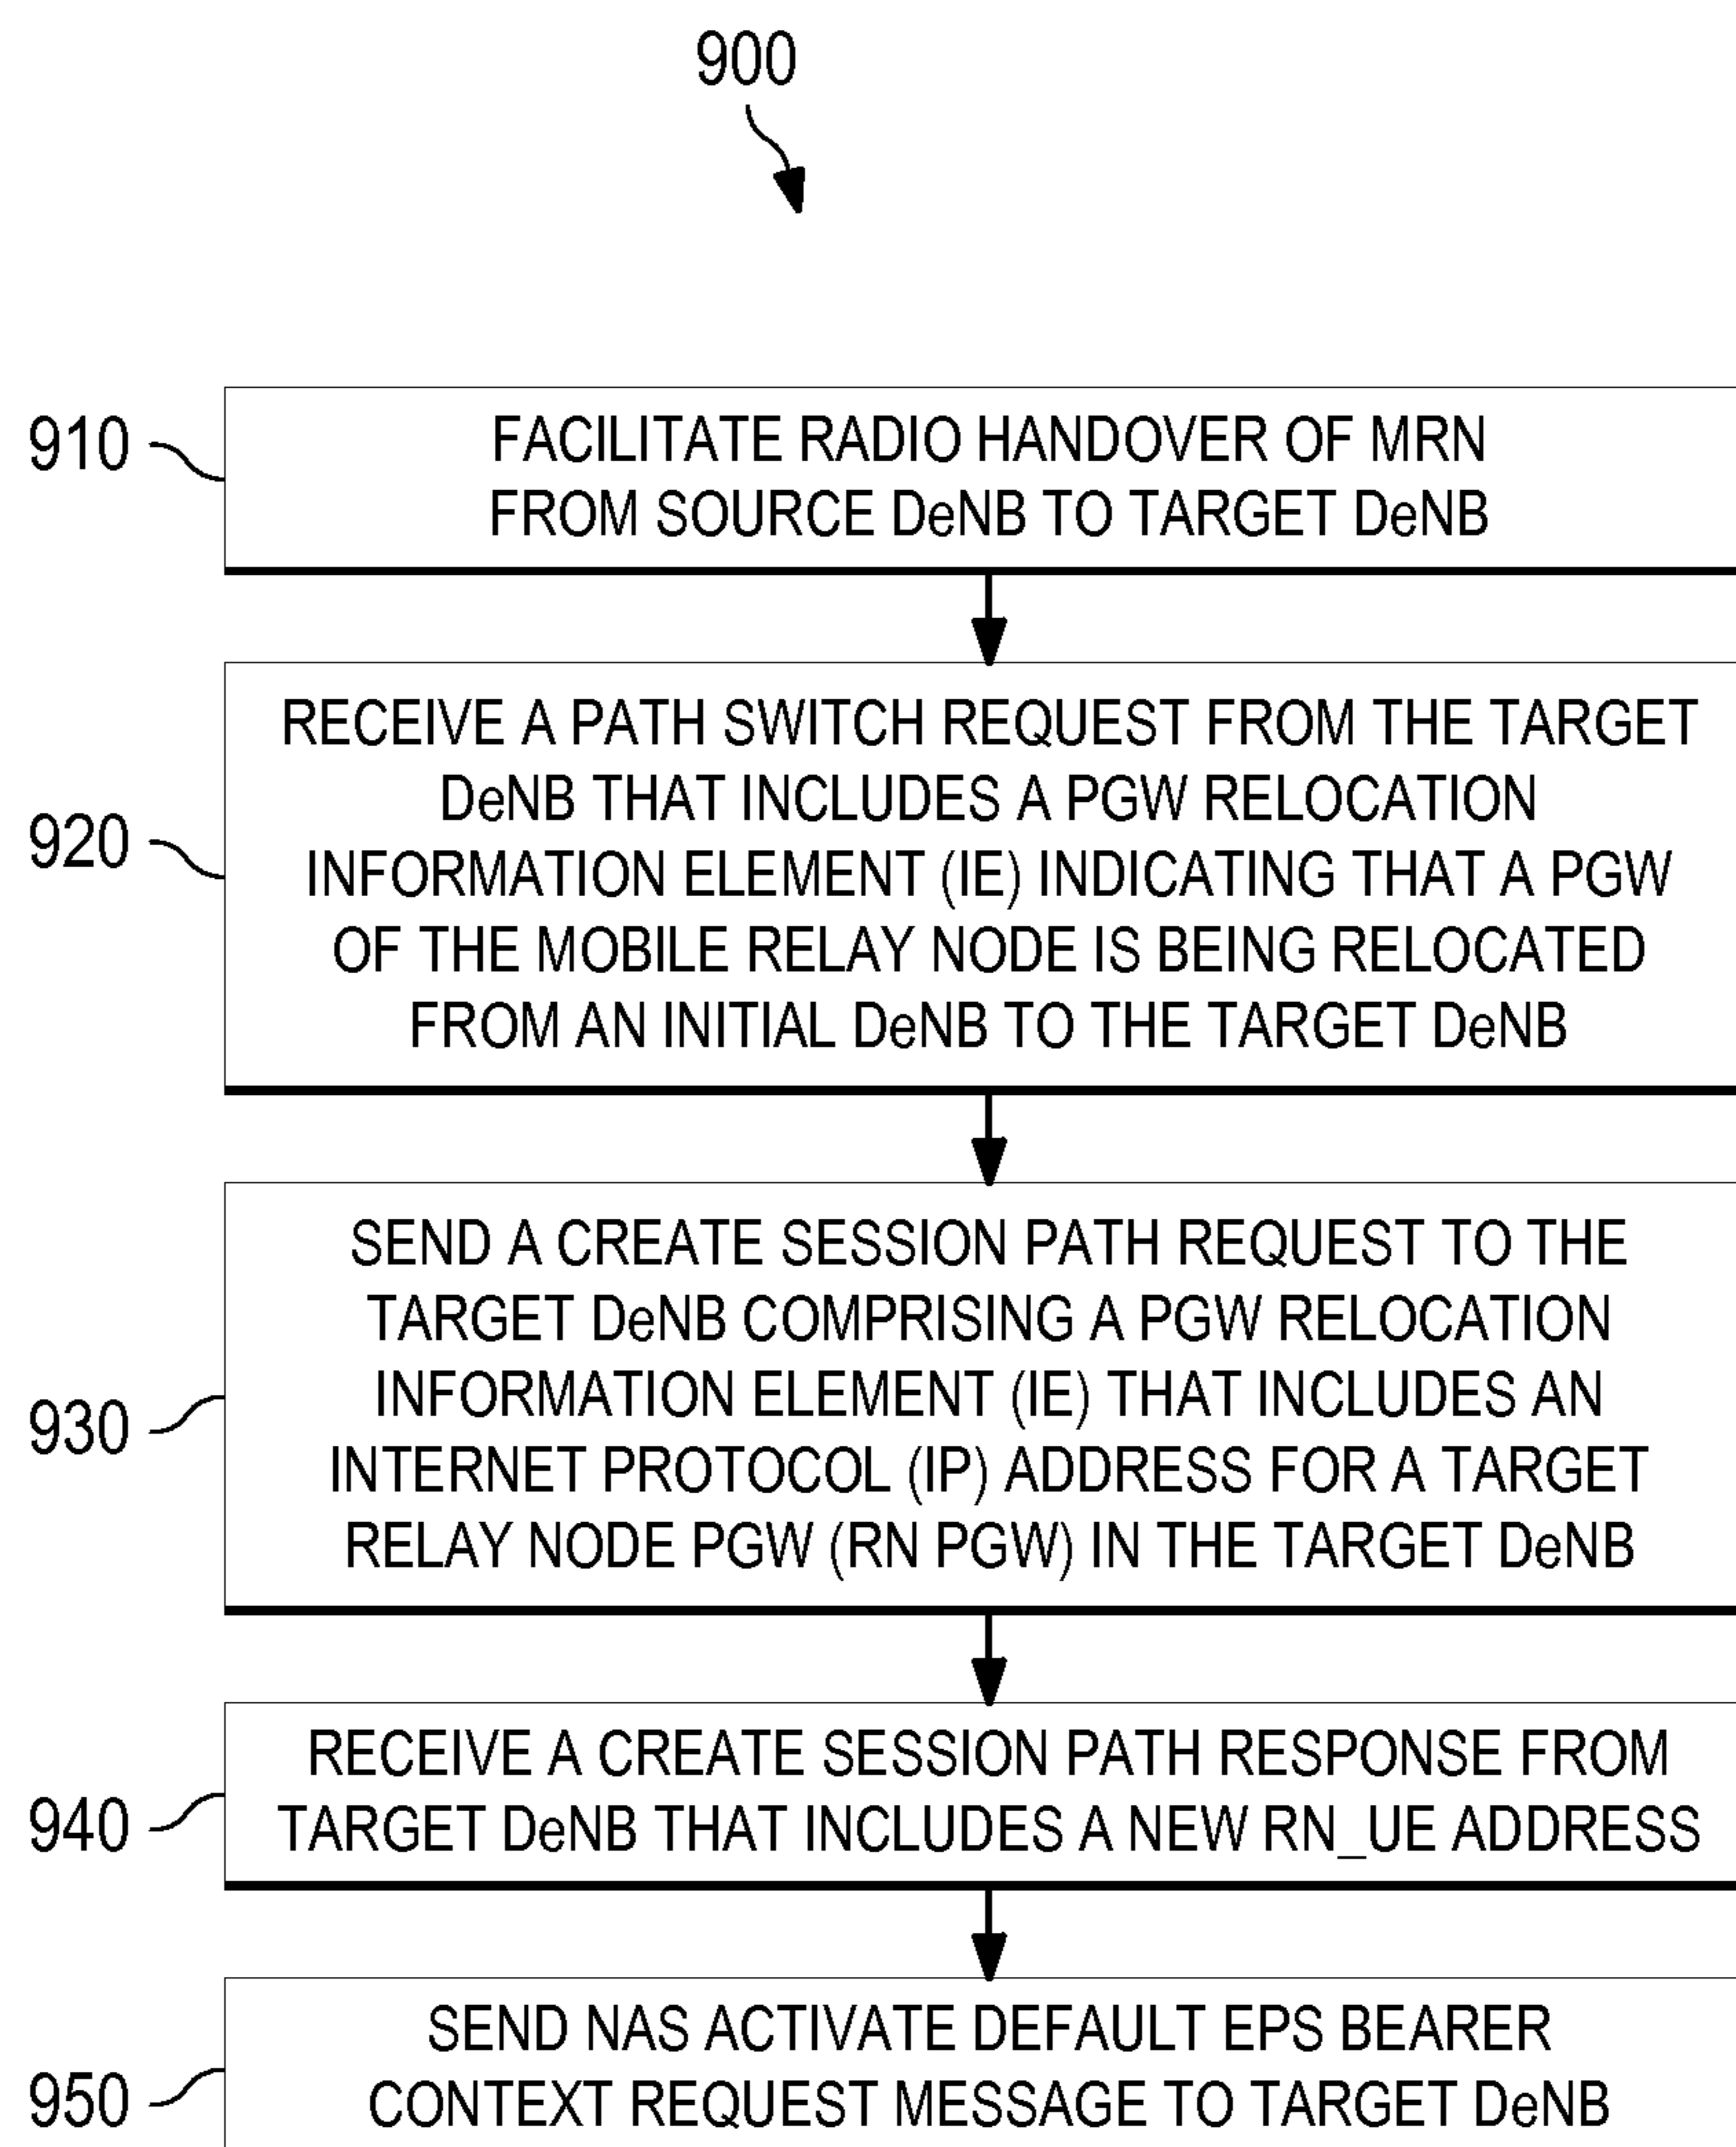 900
910
FACILITATE RADIO HANDOVER OF MRN
FROM SOURCE DeNB TO TARGET DeNB
920
RECEIVE A PATH SWITCH REQUEST FROM THE TARGET
DeNB THAT INCLUDES A PGW RELOCATION
INFORMATION ELEMENT (IE) INDICATING THAT A PGW
OF THE MOBILE RELAY NODE IS BEING RELOCATED
FROM AN INITIAL DeNB TO THE TARGET DeNB
930
SEND A CREATE SESSION PATH REQUEST TO THE
TARGET DeNB COMPRISING A PGW RELOCATION
INFORMATION ELEMENT (IE) THAT INCLUDES AN
INTERNET PROTOCOL (IP) ADDRESS FOR A TARGET
RELAY NODE PGW (RN PGW) IN THE TARGET DeNB
940
RECEIVE A CREATE SESSION PATH RESPONSE FROM
TARGET DeNB THAT INCLUDES A NEW RN_UE ADDRESS
950
SEND NAS ACTIVATE DEFAULT EPS BEARER
CONTEXT REQUEST MESSAGE TO TARGET DeNB